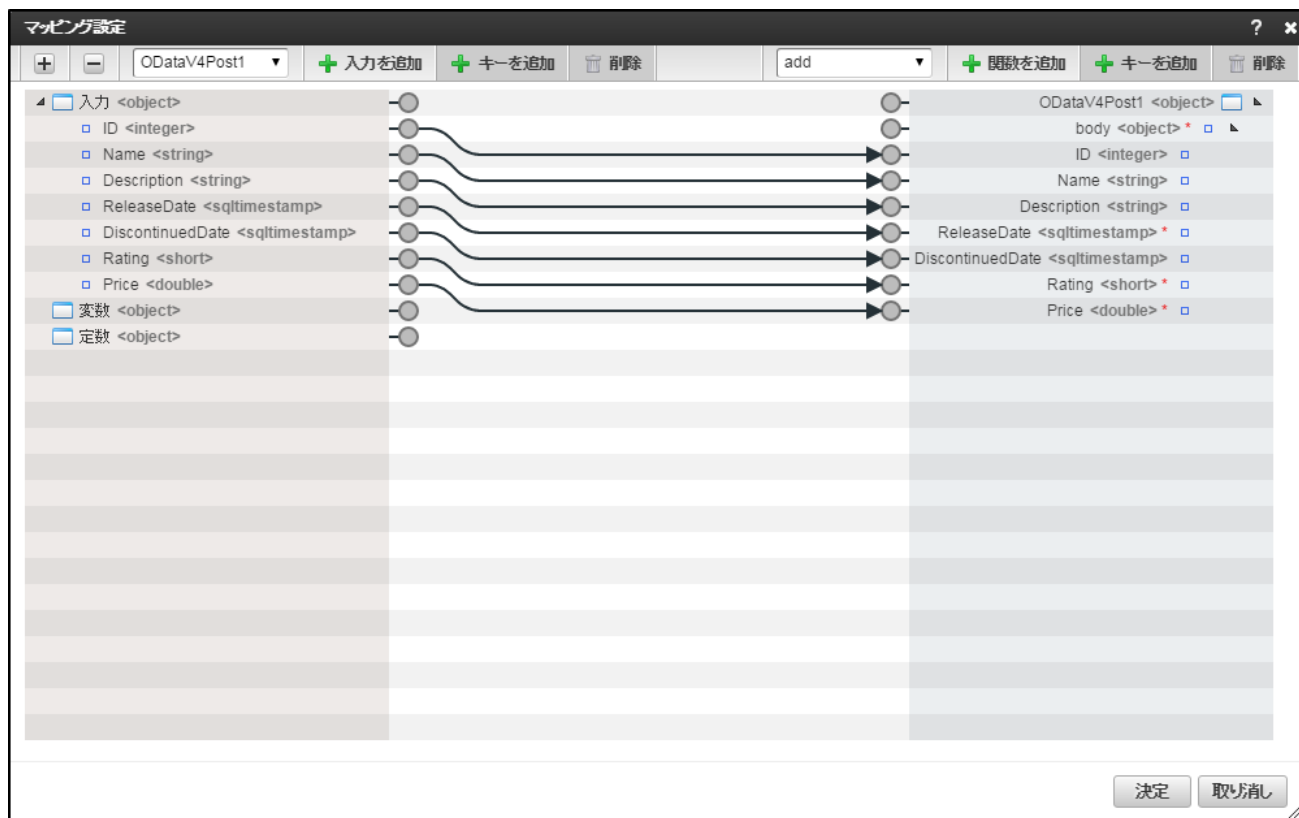 マッピング設定 ? ×
ODataV4Post1 ▼ 入力を追加 キーを追加 削除 add ▼ 関数を追加 キーを追加 削除
入力 <object> ODataV4Post1 <object>
ID <integer> body <object> *
Name <string> ID <integer>
Description <string> Name <string>
ReleaseDate <sqltimestamp> Description <string>
DiscontinuedDate <sqltimestamp> ReleaseDate <sqltimestamp> *
Rating <short> DiscontinuedDate <sqltimestamp>
Price <double> Rating <short> *
変数 <object> Price <double> *
定数 <object>
決定 取り消し